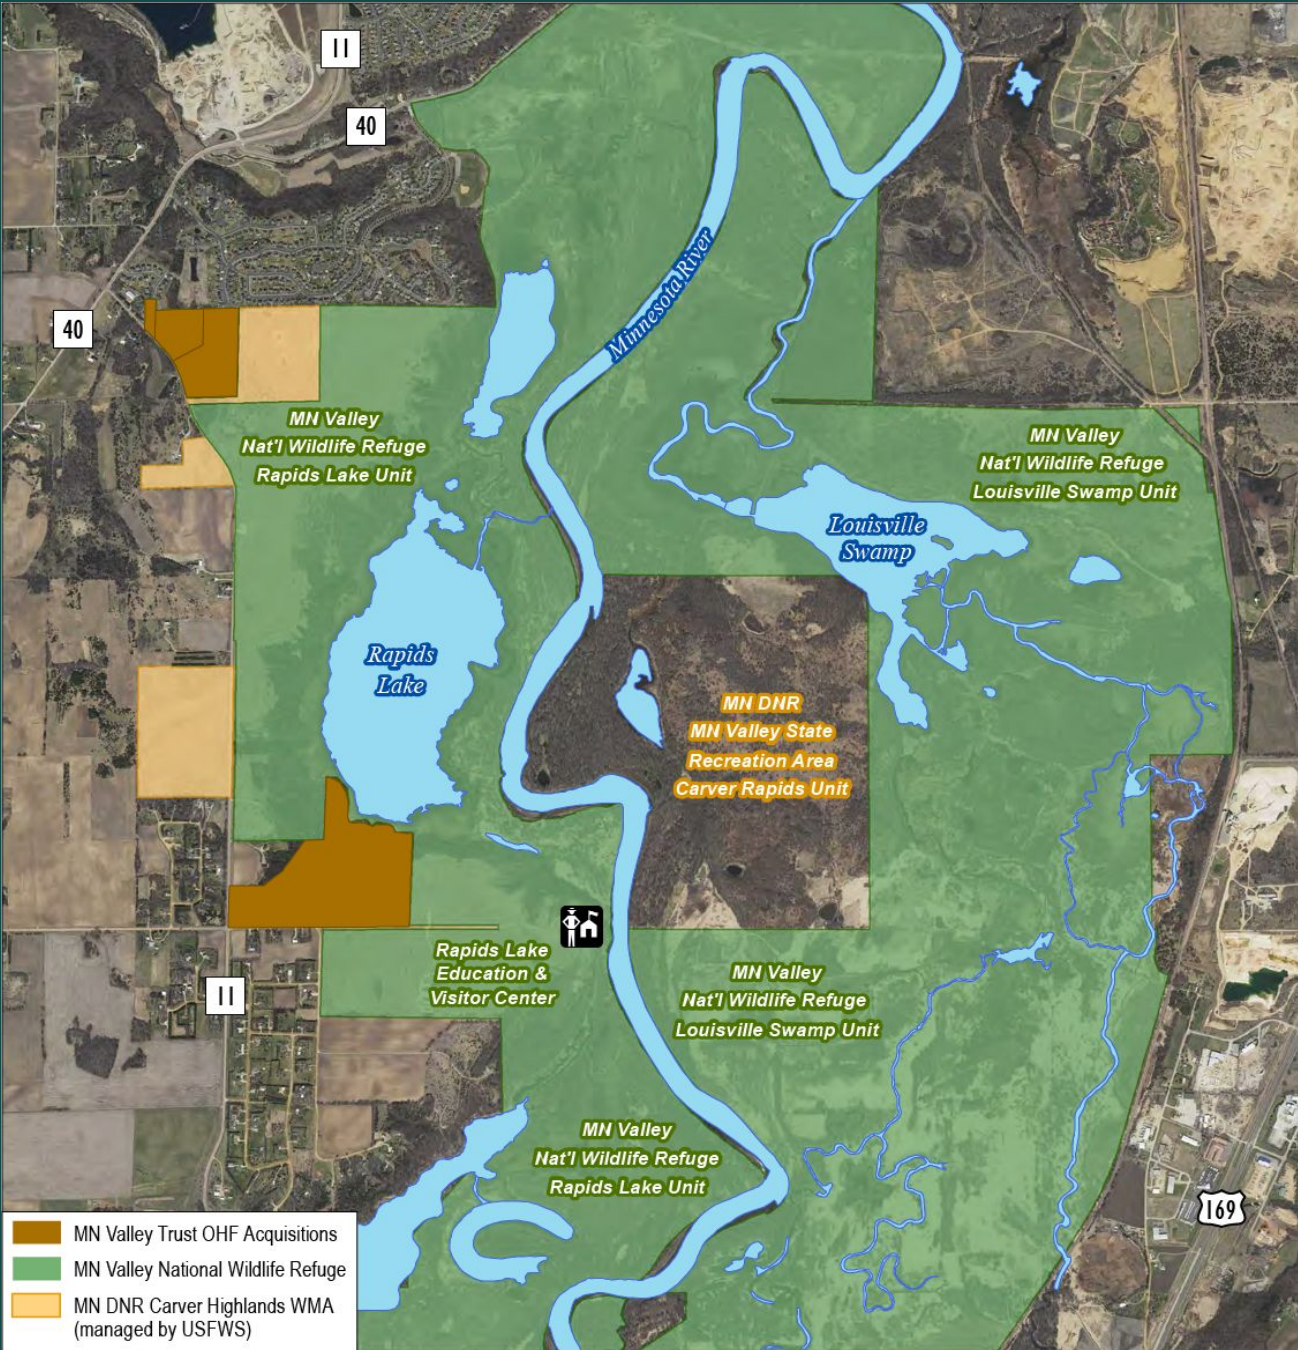 11
40
Minnesota River
40
MN Valley
Nat'l Wildlife Refuge
Rapids Lake Unit
MN Valley
Nat'l Wildlife Refuge
Louisville Swamp Unit
Louisville
Swamp
Rapids
Lake
MN DNR
MN Valley State
Recreation Area
Carver Rapids Unit
Rapids Lake
Education &
Visitor Center
MN Valley
Nat'l Wildlife Refuge
Louisville Swamp Unit
11
MN Valley
Nat'l Wildlife Refuge
Rapids Lake Unit
169
MN Valley Trust OHF Acquisitions
MN Valley National Wildlife Refuge
MN DNR Carver Highlands WMA
(managed by USFWS)